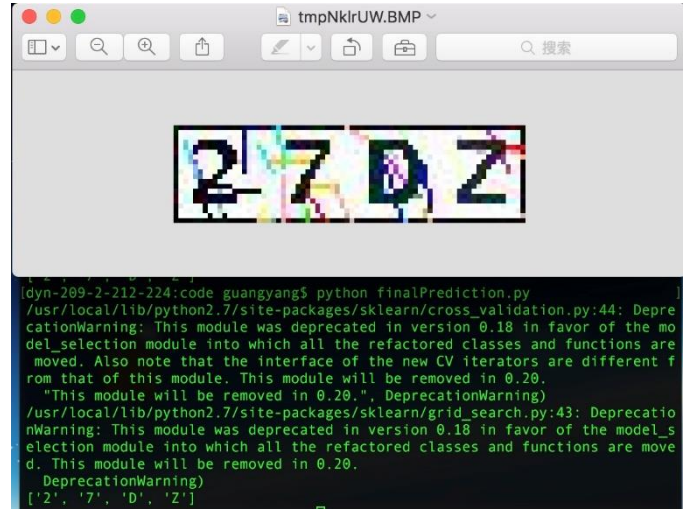 tmpNklrUW.BMP
搜索
27DZ
[dyn-209-2-212-224:code guangyang$ python finalPrediction.py ]
/usr/local/lib/python2.7/site-packages/sklearn/cross_validation.py:44: Depre
cationWarning: This module was deprecated in version 0.18 in favor of the mo
del_selection module into which all the refactored classes and functions are
 moved. Also note that the interface of the new CV iterators are different f
rom that of this module. This module will be removed in 0.20.
  "This module will be removed in 0.20.", DeprecationWarning)
/usr/local/lib/python2.7/site-packages/sklearn/grid_search.py:43: Deprecatio
nWarning: This module was deprecated in version 0.18 in favor of the model_s
election module into which all the refactored classes and functions are move
d. This module will be removed in 0.20.
  DeprecationWarning)
['2', '7', 'D', 'Z']